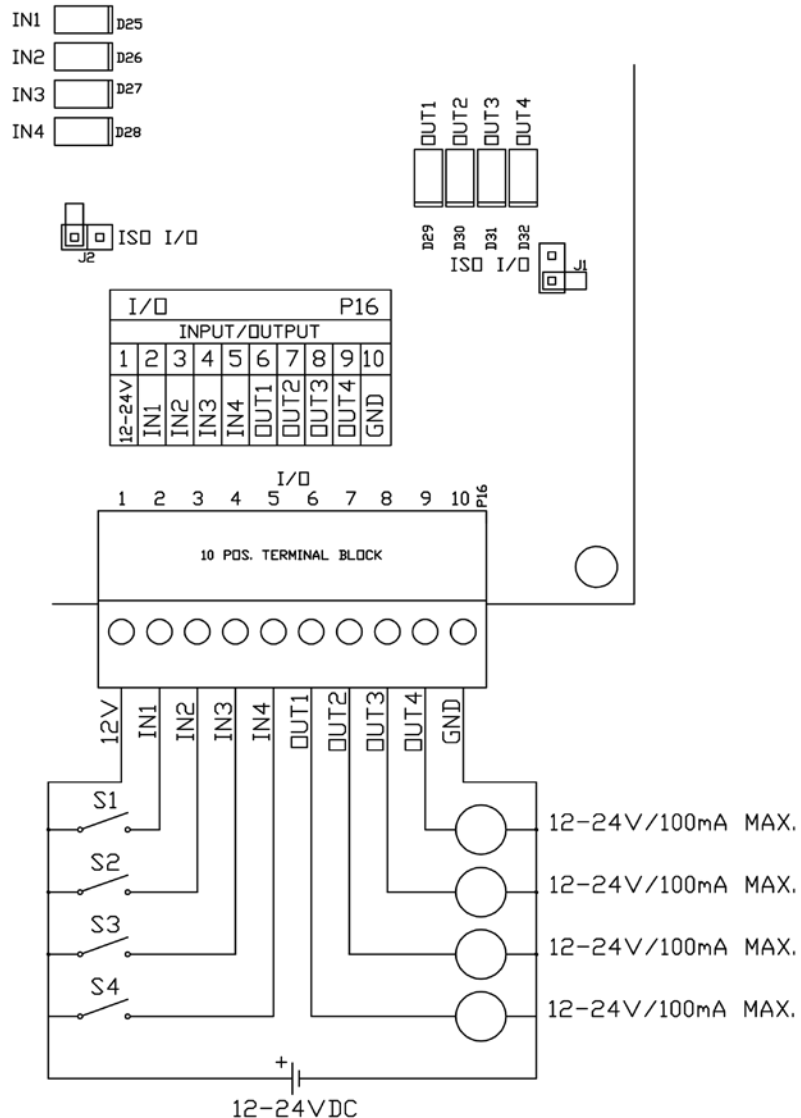 IN1 D25
IN2 D26
IN3 D27
IN4 D28
OUT1 OUT2 OUT3 OUT4
D29 D30 D31 D32
ISO I/O
J2
ISO I/O J1
I/O P16
INPUT/OUTPUT
1 2 3 4 5 6 7 8 9 10
12-24V IN1 IN2 IN3 IN4 OUT1 OUT2 OUT3 OUT4 GND
I/O
1 2 3 4 5 6 7 8 9 10 P16
10 POS. TERMINAL BLOCK
12V IN1 IN2 IN3 IN4 OUT1 OUT2 OUT3 OUT4 GND
S1
12-24V/100mA MAX.
S2
12-24V/100mA MAX.
S3
12-24V/100mA MAX.
S4
12-24V/100mA MAX.
+
12-24VDC